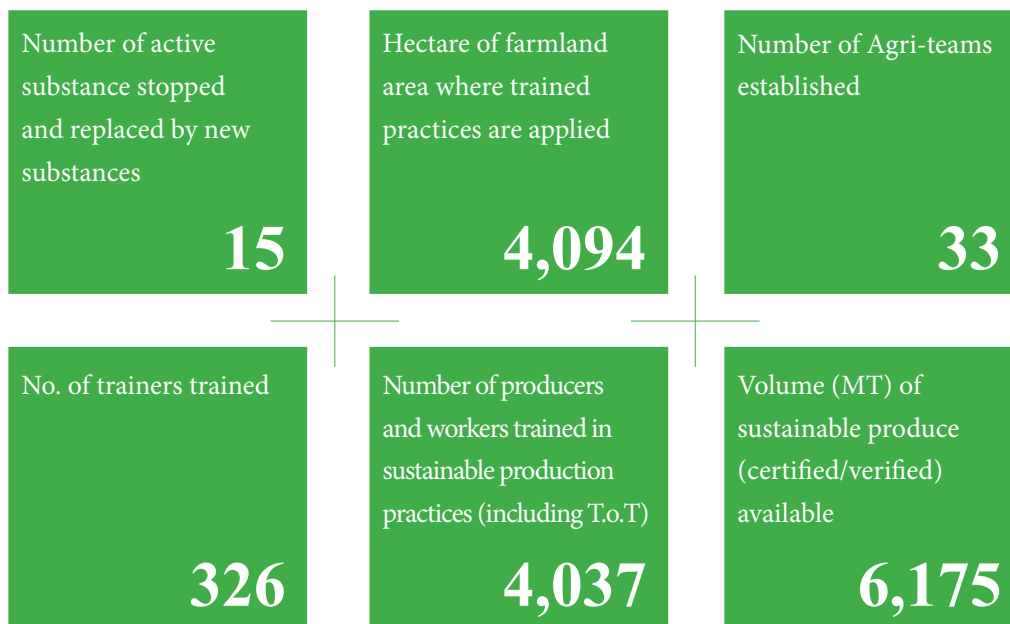 Number of active
substance stopped
and replaced by new
substances
15
Hectare of farmland
area where trained
practices are applied
4,094
Number of Agri-teams
established
33
No. of trainers trained
326
Number of producers
and workers trained in
sustainable production
practices (including T.o.T)
4,037
Volume (MT) of
sustainable produce
(certified/verified)
available
6,175